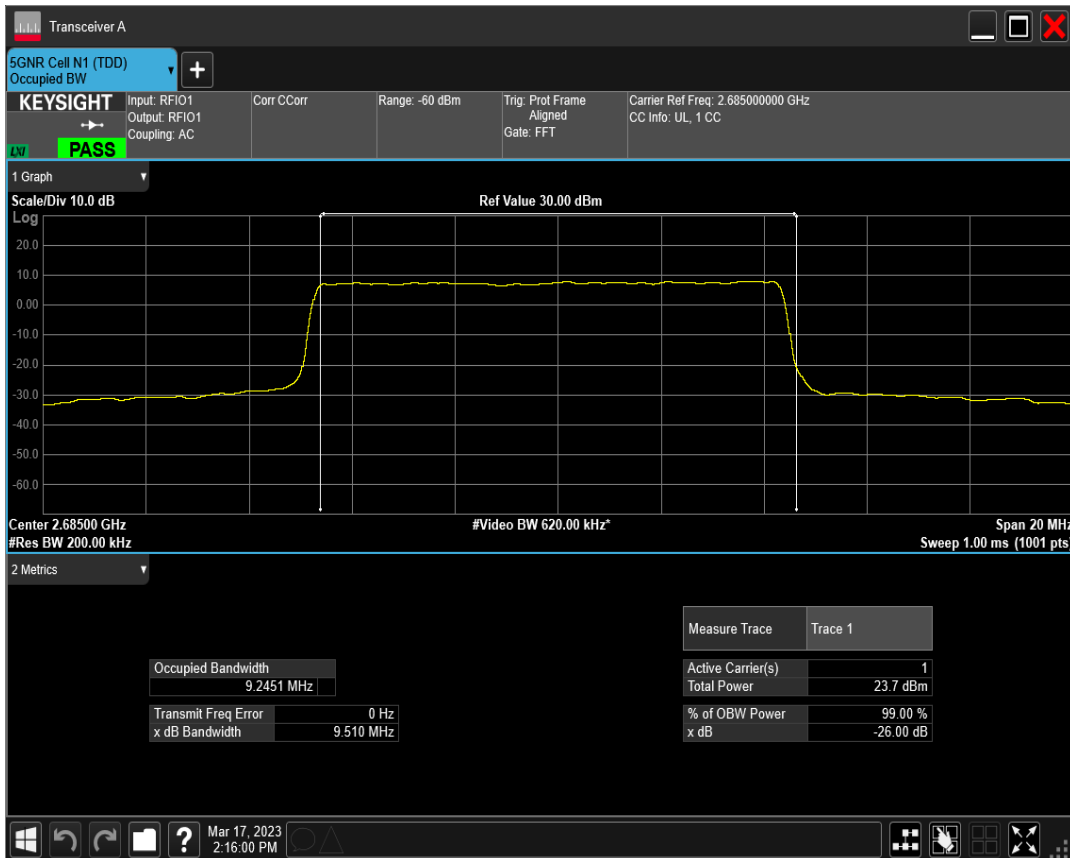 Transceiver A
5GNR Cell N1 (TDD)
Occupied BW
+
KEYSIGHT
LXI
PASS
Input: RFIO1
Output: RFIO1
Coupling: AC
Corr CCorr
Range: -60 dBm
Trig: Prot Frame
Aligned
Gate: FFT
Carrier Ref Freq: 2.685000000 GHz
CC Info: UL, 1 CC
1 Graph
Scale/Div 10.0 dB
Ref Value 30.00 dBm
Log
20.0
10.0
0.00
-10.0
-20.0
-30.0
-40.0
-50.0
-60.0
Center 2.68500 GHz
#Video BW 620.00 kHz*
Span 20 MHz
#Res BW 200.00 kHz
Sweep 1.00 ms (1001 pts)
2 Metrics
Measure Trace Trace 1
Occupied Bandwidth
9.2451 MHz
Active Carrier(s) 1
Total Power 23.7 dBm
Transmit Freq Error 0 Hz
x dB Bandwidth 9.510 MHz
% of OBW Power 99.00 %
x dB -26.00 dB
?
Mar 17, 2023
2:16:00 PM